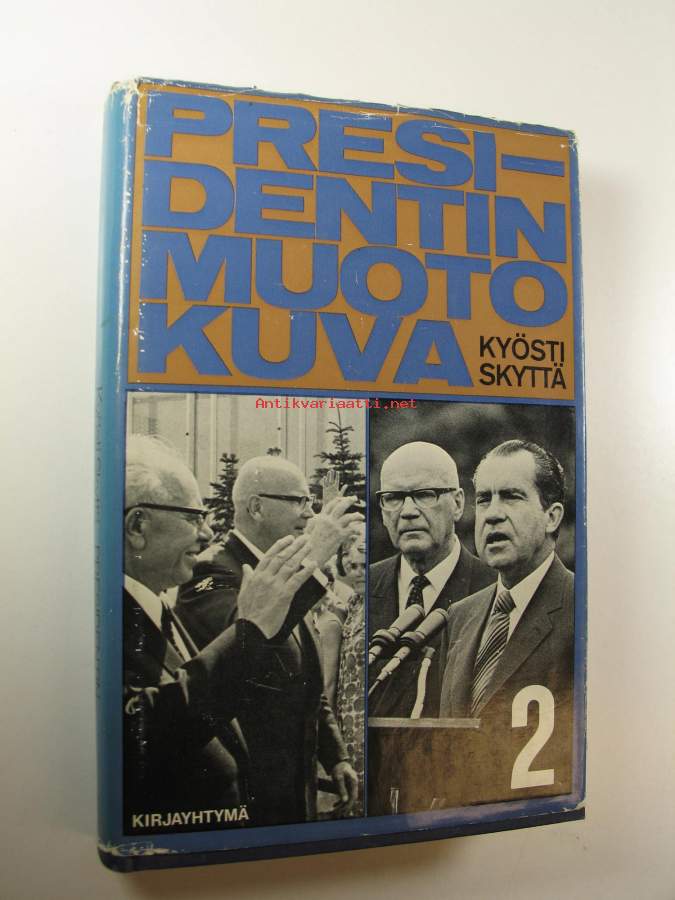 PRESI–
DENTIN
MUOTO
KUVA
KYÖSTI
SKYTTÄ
Antikvariaatti.net
2
KIRJAYHTYMÄ